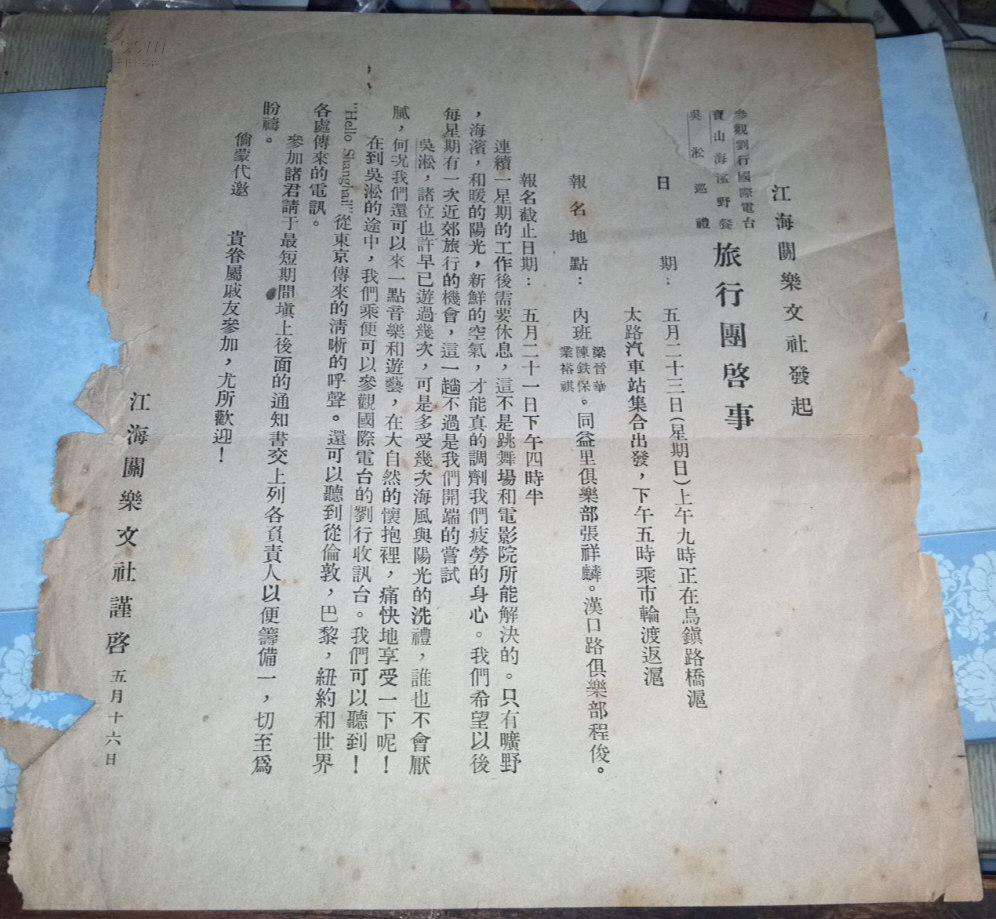 江海關樂文社發起
參觀劉行國際電台
寶山海濱野餐
吳淞巡禮
旅行團啓事
日期：五月二十三日(星期日)上午九時正在烏鎭路橋滬
太路汽車站集合出發，下午五時乘市輪渡返滬
報名地點：內班梁晉華
陳鉄保
業裕祺。同益里俱樂部張祥麟。漢口路俱樂部程俊。
報名截止日期：五月二十一日下午四時半
連續一星期的工作後需要休息，這不是跳舞場和電影院所能解決的。只有曠野
，海濱，和暖的陽光，新鮮的空氣，才能真的調劑我們疲勞的身心。我們希望以後
每星期有一次近郊旅行的機會，這一趟不過是我們開端的嘗試
吳淞，諸位也許早已遊過幾次，可是多受幾次海風與陽光的洗禮，誰也不會厭
膩，何况我們還可以來一點音樂和遊藝，在大自然的懷抱裡，痛快地享受一下呢！
在到吳淞的途中，我們乘便可以參觀國際電台的劉行收訊台。我們可以聽到！
"Hello Shanghai"從東京傳來的清晰的呼聲。還可以聽到從倫敦，巴黎，紐約和世界
各處傳來的電訊。
參加諸君請于最短期間塡上後面的通知書交上列各負責人以便籌備一，切至爲
盼禱。
倘蒙代邀 貴眷屬戚友參加，尤所歡迎！
江海關樂文社謹啓 五月十六日